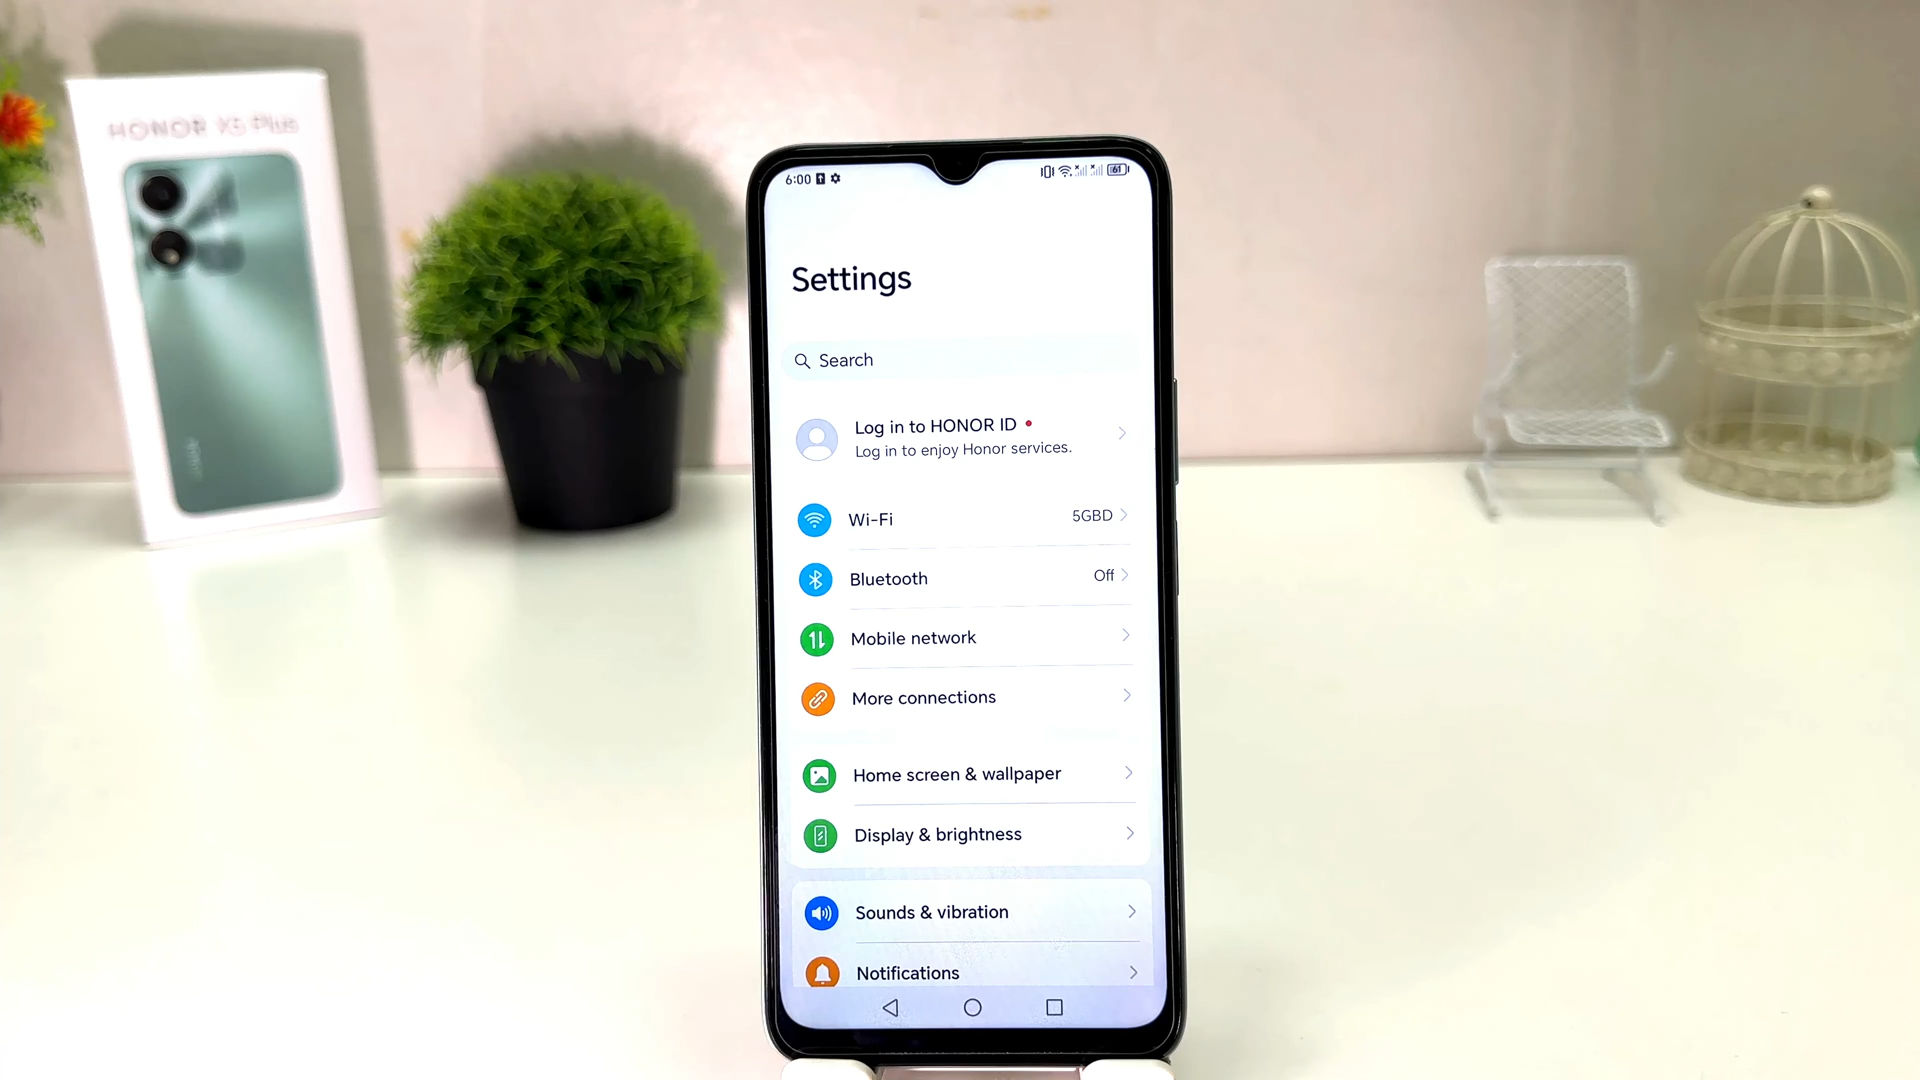 HONOR X5 Plus
6:00
61
Settings
Search
Log in to HONOR ID
Log in to enjoy Honor services.
Wi-Fi 5GBD
Bluetooth Off
Mobile network
More connections
Home screen & wallpaper
Display & brightness
Sounds & vibration
Notifications